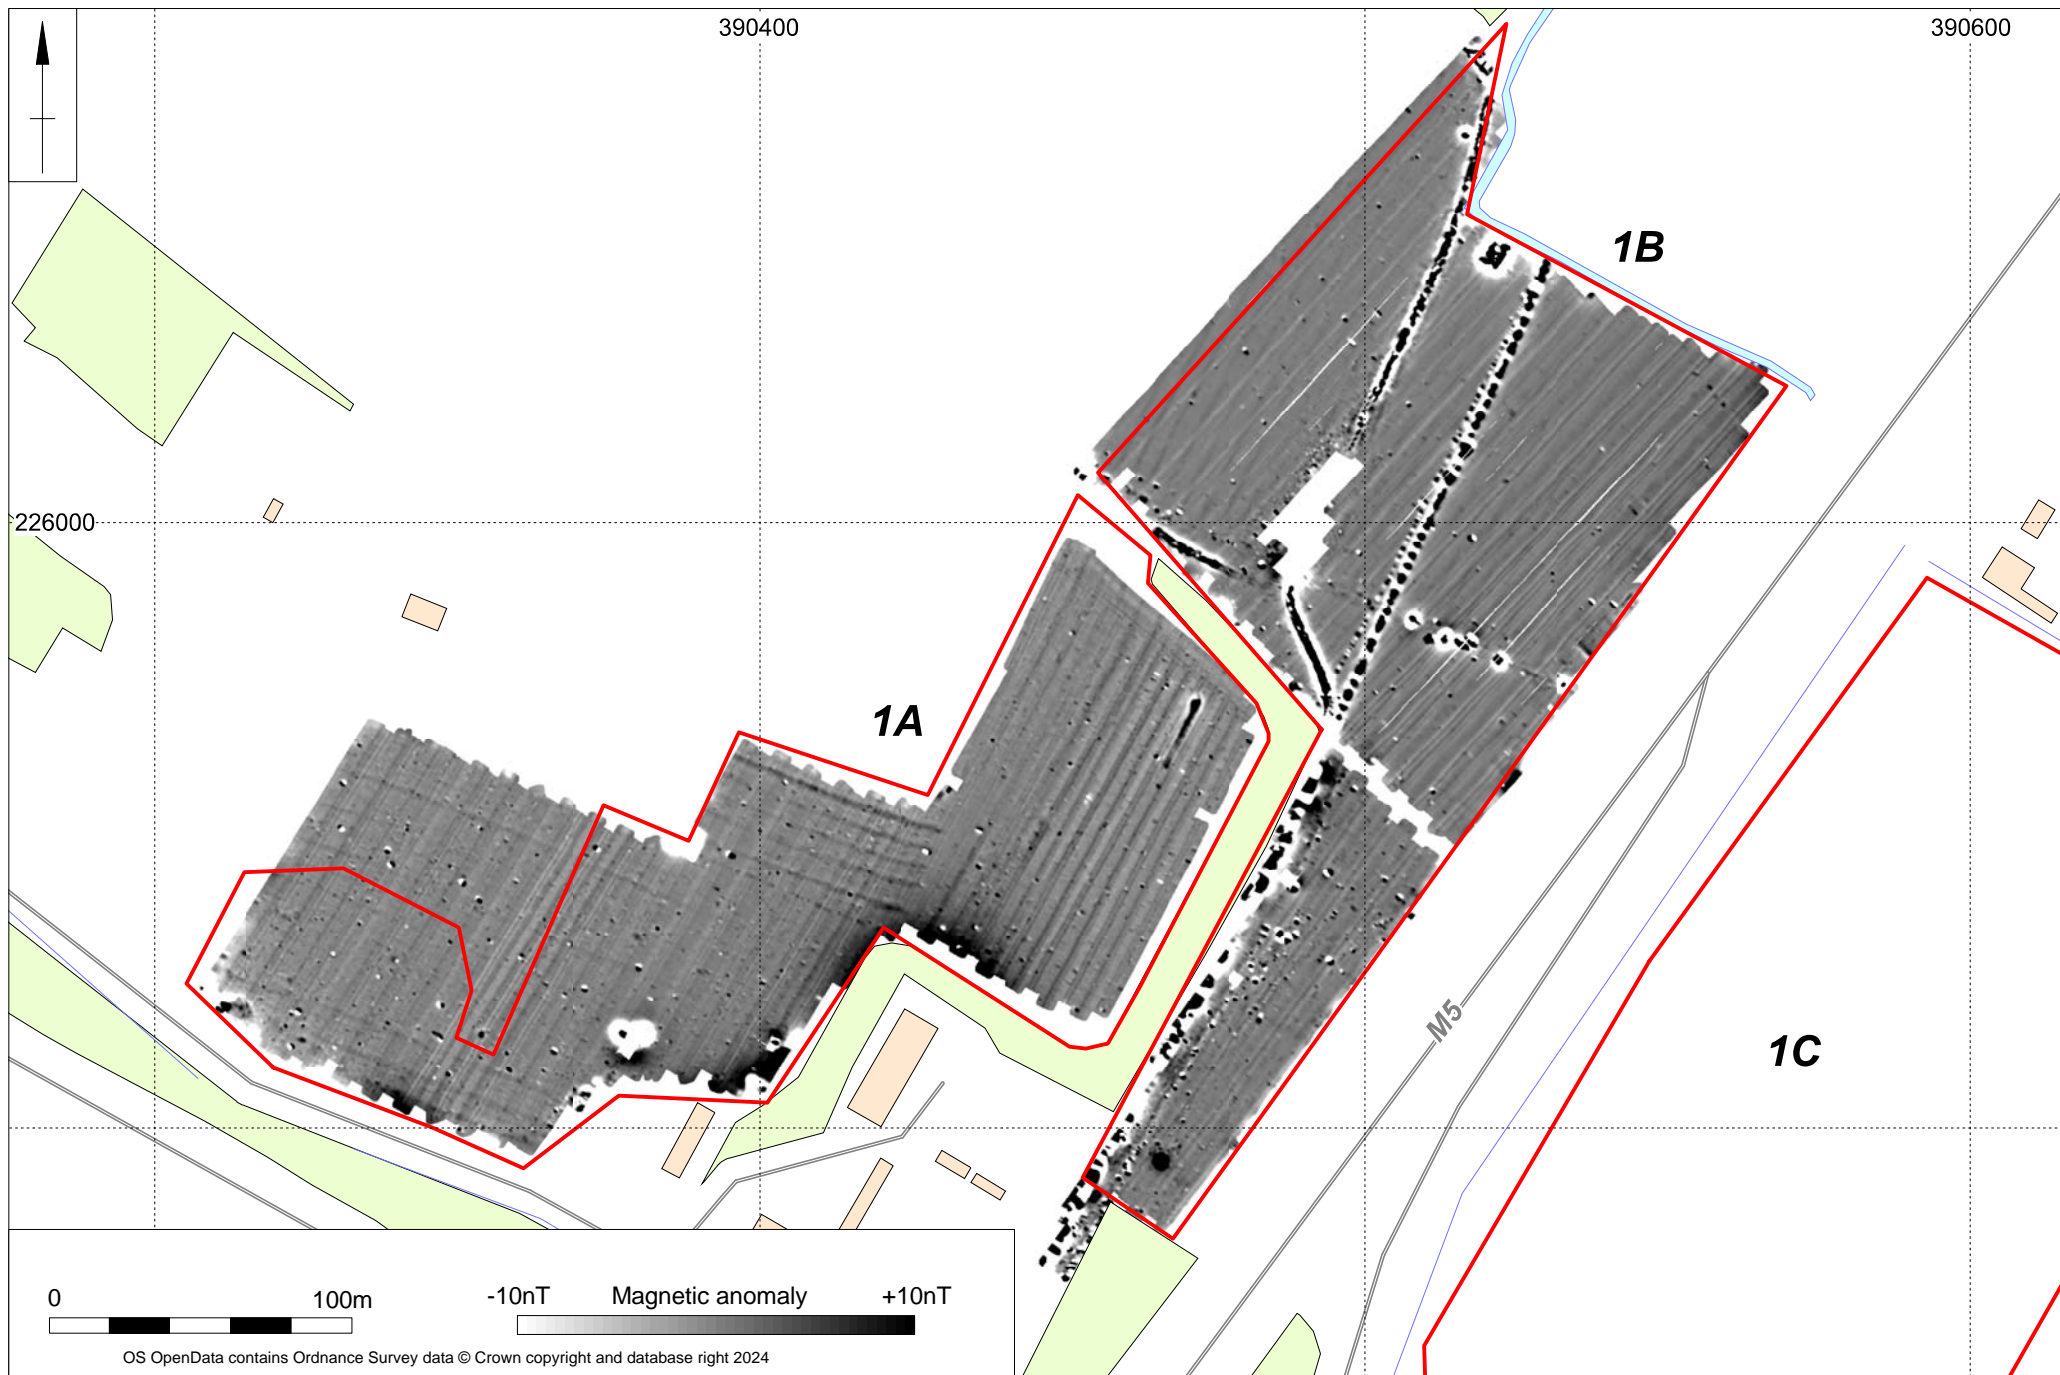 390400
390600
1B
226000
1A
M5
1C
0 100m
-10nT Magnetic anomaly +10nT
OS OpenData contains Ordnance Survey data © Crown copyright and database right 2024